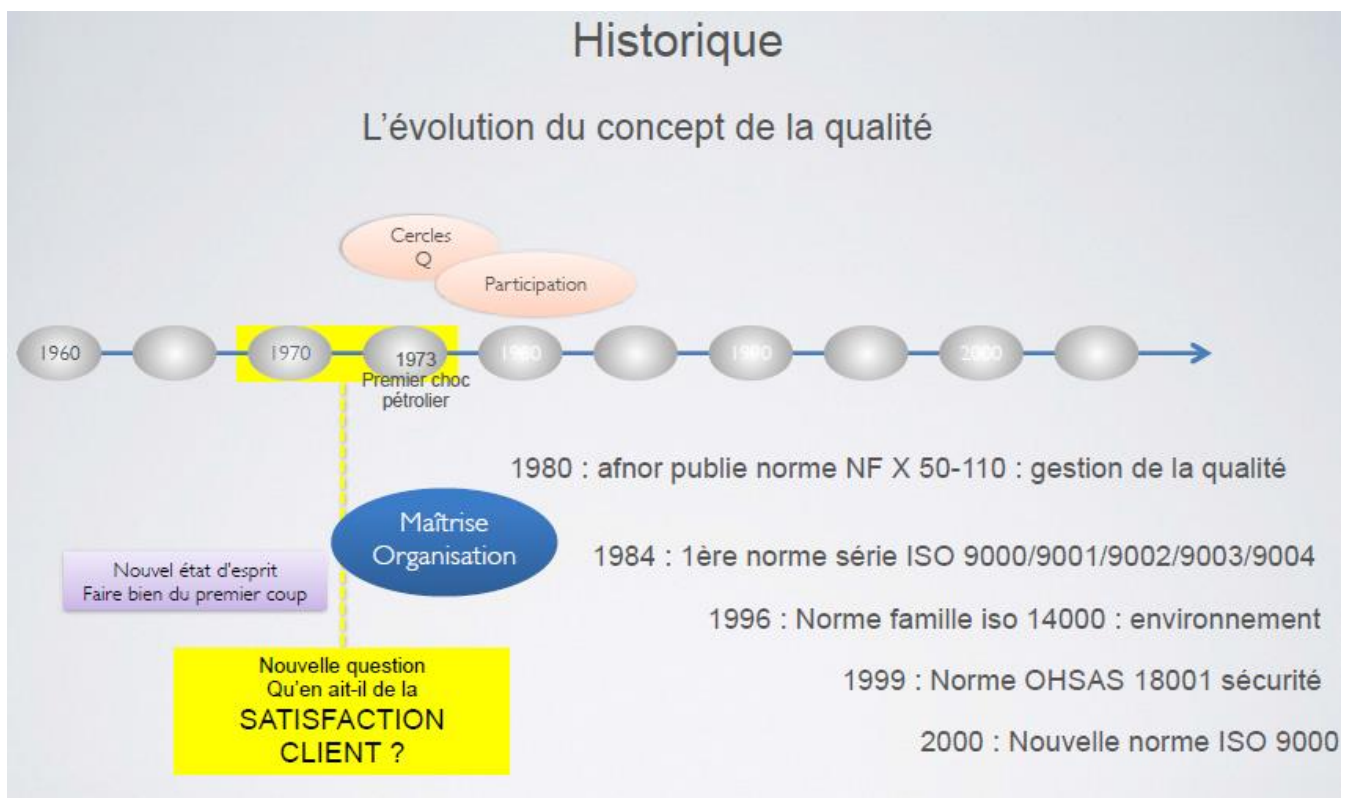 Historique
L'évolution du concept de la qualité
Cercles
Q
Participation
1960
1970
1973
1980
1990
2000
Premier choc
pétrolier
1980 : afnor publie norme NF X 50-110 : gestion de la qualité
Maîtrise
Organisation
1984 : 1ère norme série ISO 9000/9001/9002/9003/9004
Nouvel état d'esprit
Faire bien du premier coup
1996 : Norme famille iso 14000 : environnement
Nouvelle question
Qu'en ait-il de la
SATISFACTION
CLIENT ?
1999 : Norme OHSAS 18001 sécurité
2000 : Nouvelle norme ISO 9000